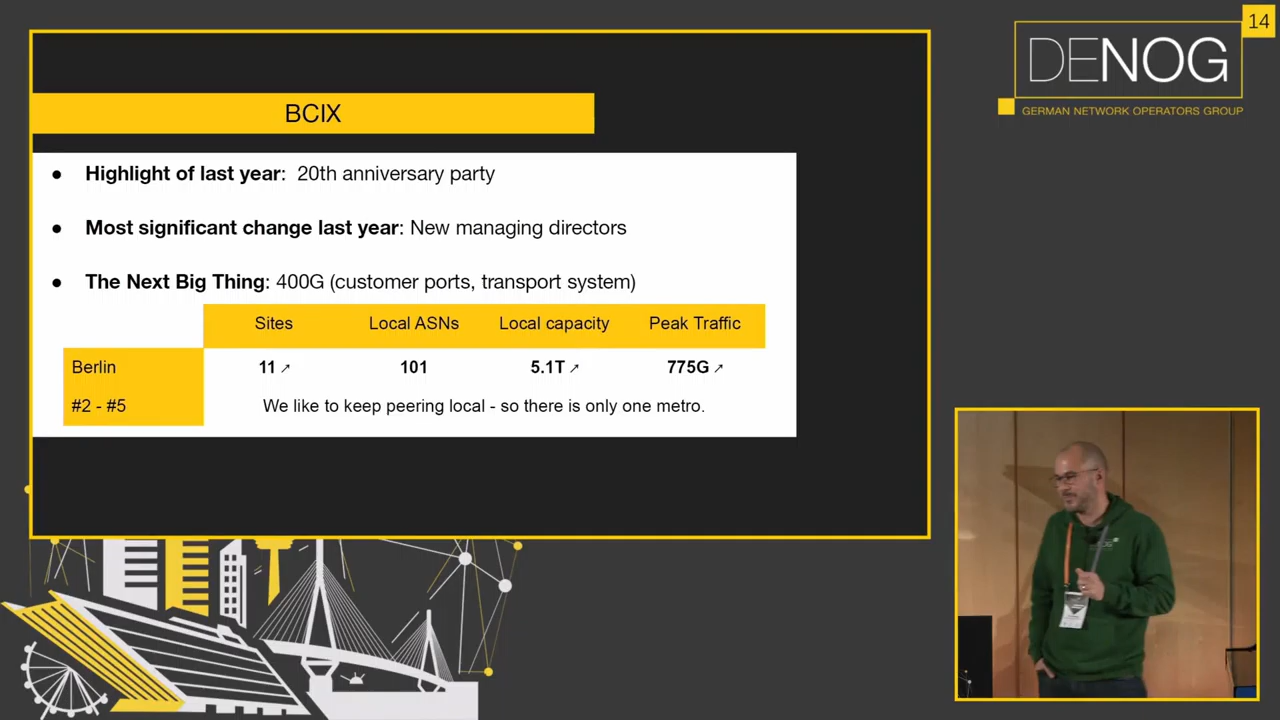 14
DENOG
GERMAN NETWORK OPERATORS GROUP
BCIX
● Highlight of last year: 20th anniversary party
● Most significant change last year: New managing directors
● The Next Big Thing: 400G (customer ports, transport system)
Sites Local ASNs Local capacity Peak Traffic
Berlin 11 ↗ 101 5.1T ↗ 775G ↗
#2 - #5 We like to keep peering local - so there is only one metro.